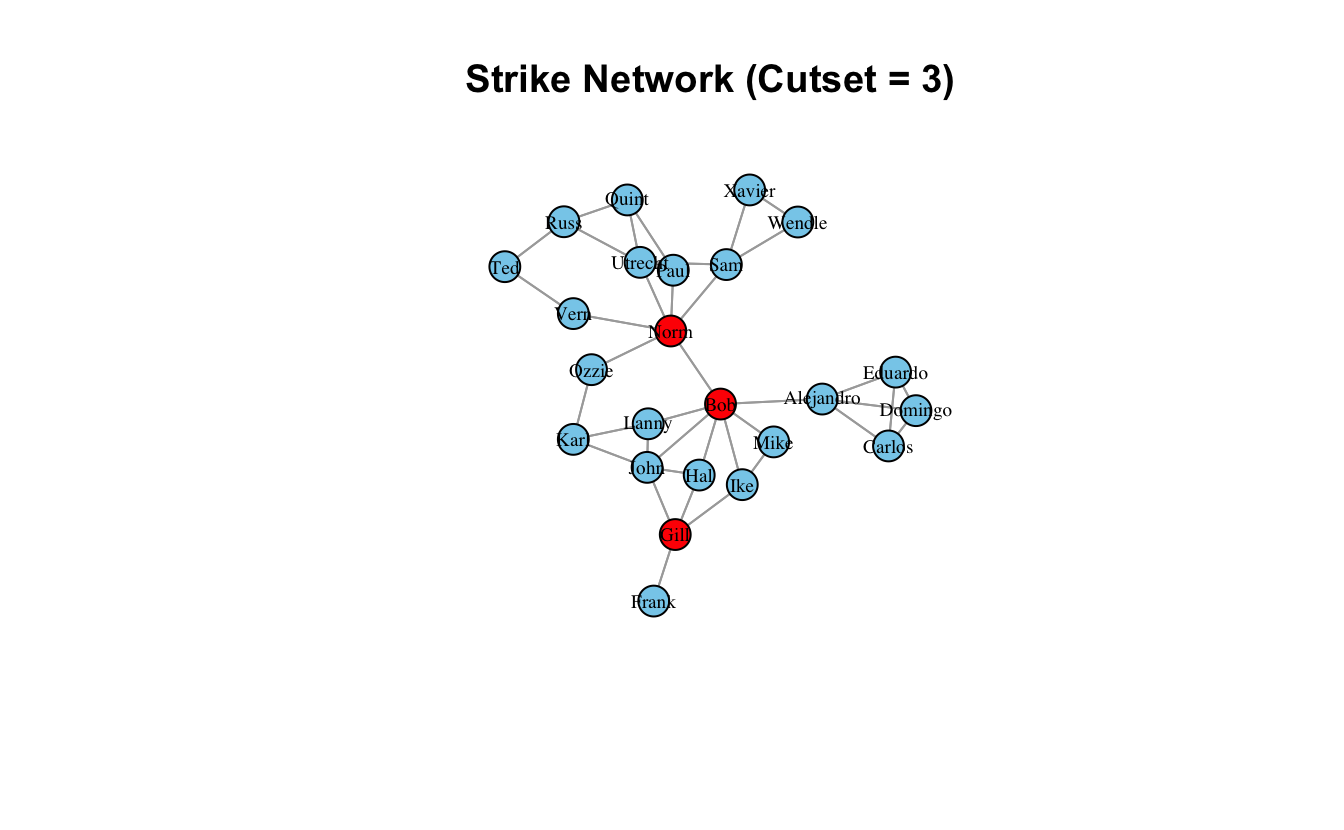 Strike Network (Cutset = 3)
Xavier
Quint
Russ
Wendle
Utrecht
Paul
Sam
Ted
Vern
Norm
Ozzie
Eduardo
Alejandro
Bob
Domingo
Lanny
Karl
Mike
Carlos
John
Hal
Ike
Gill
Frank